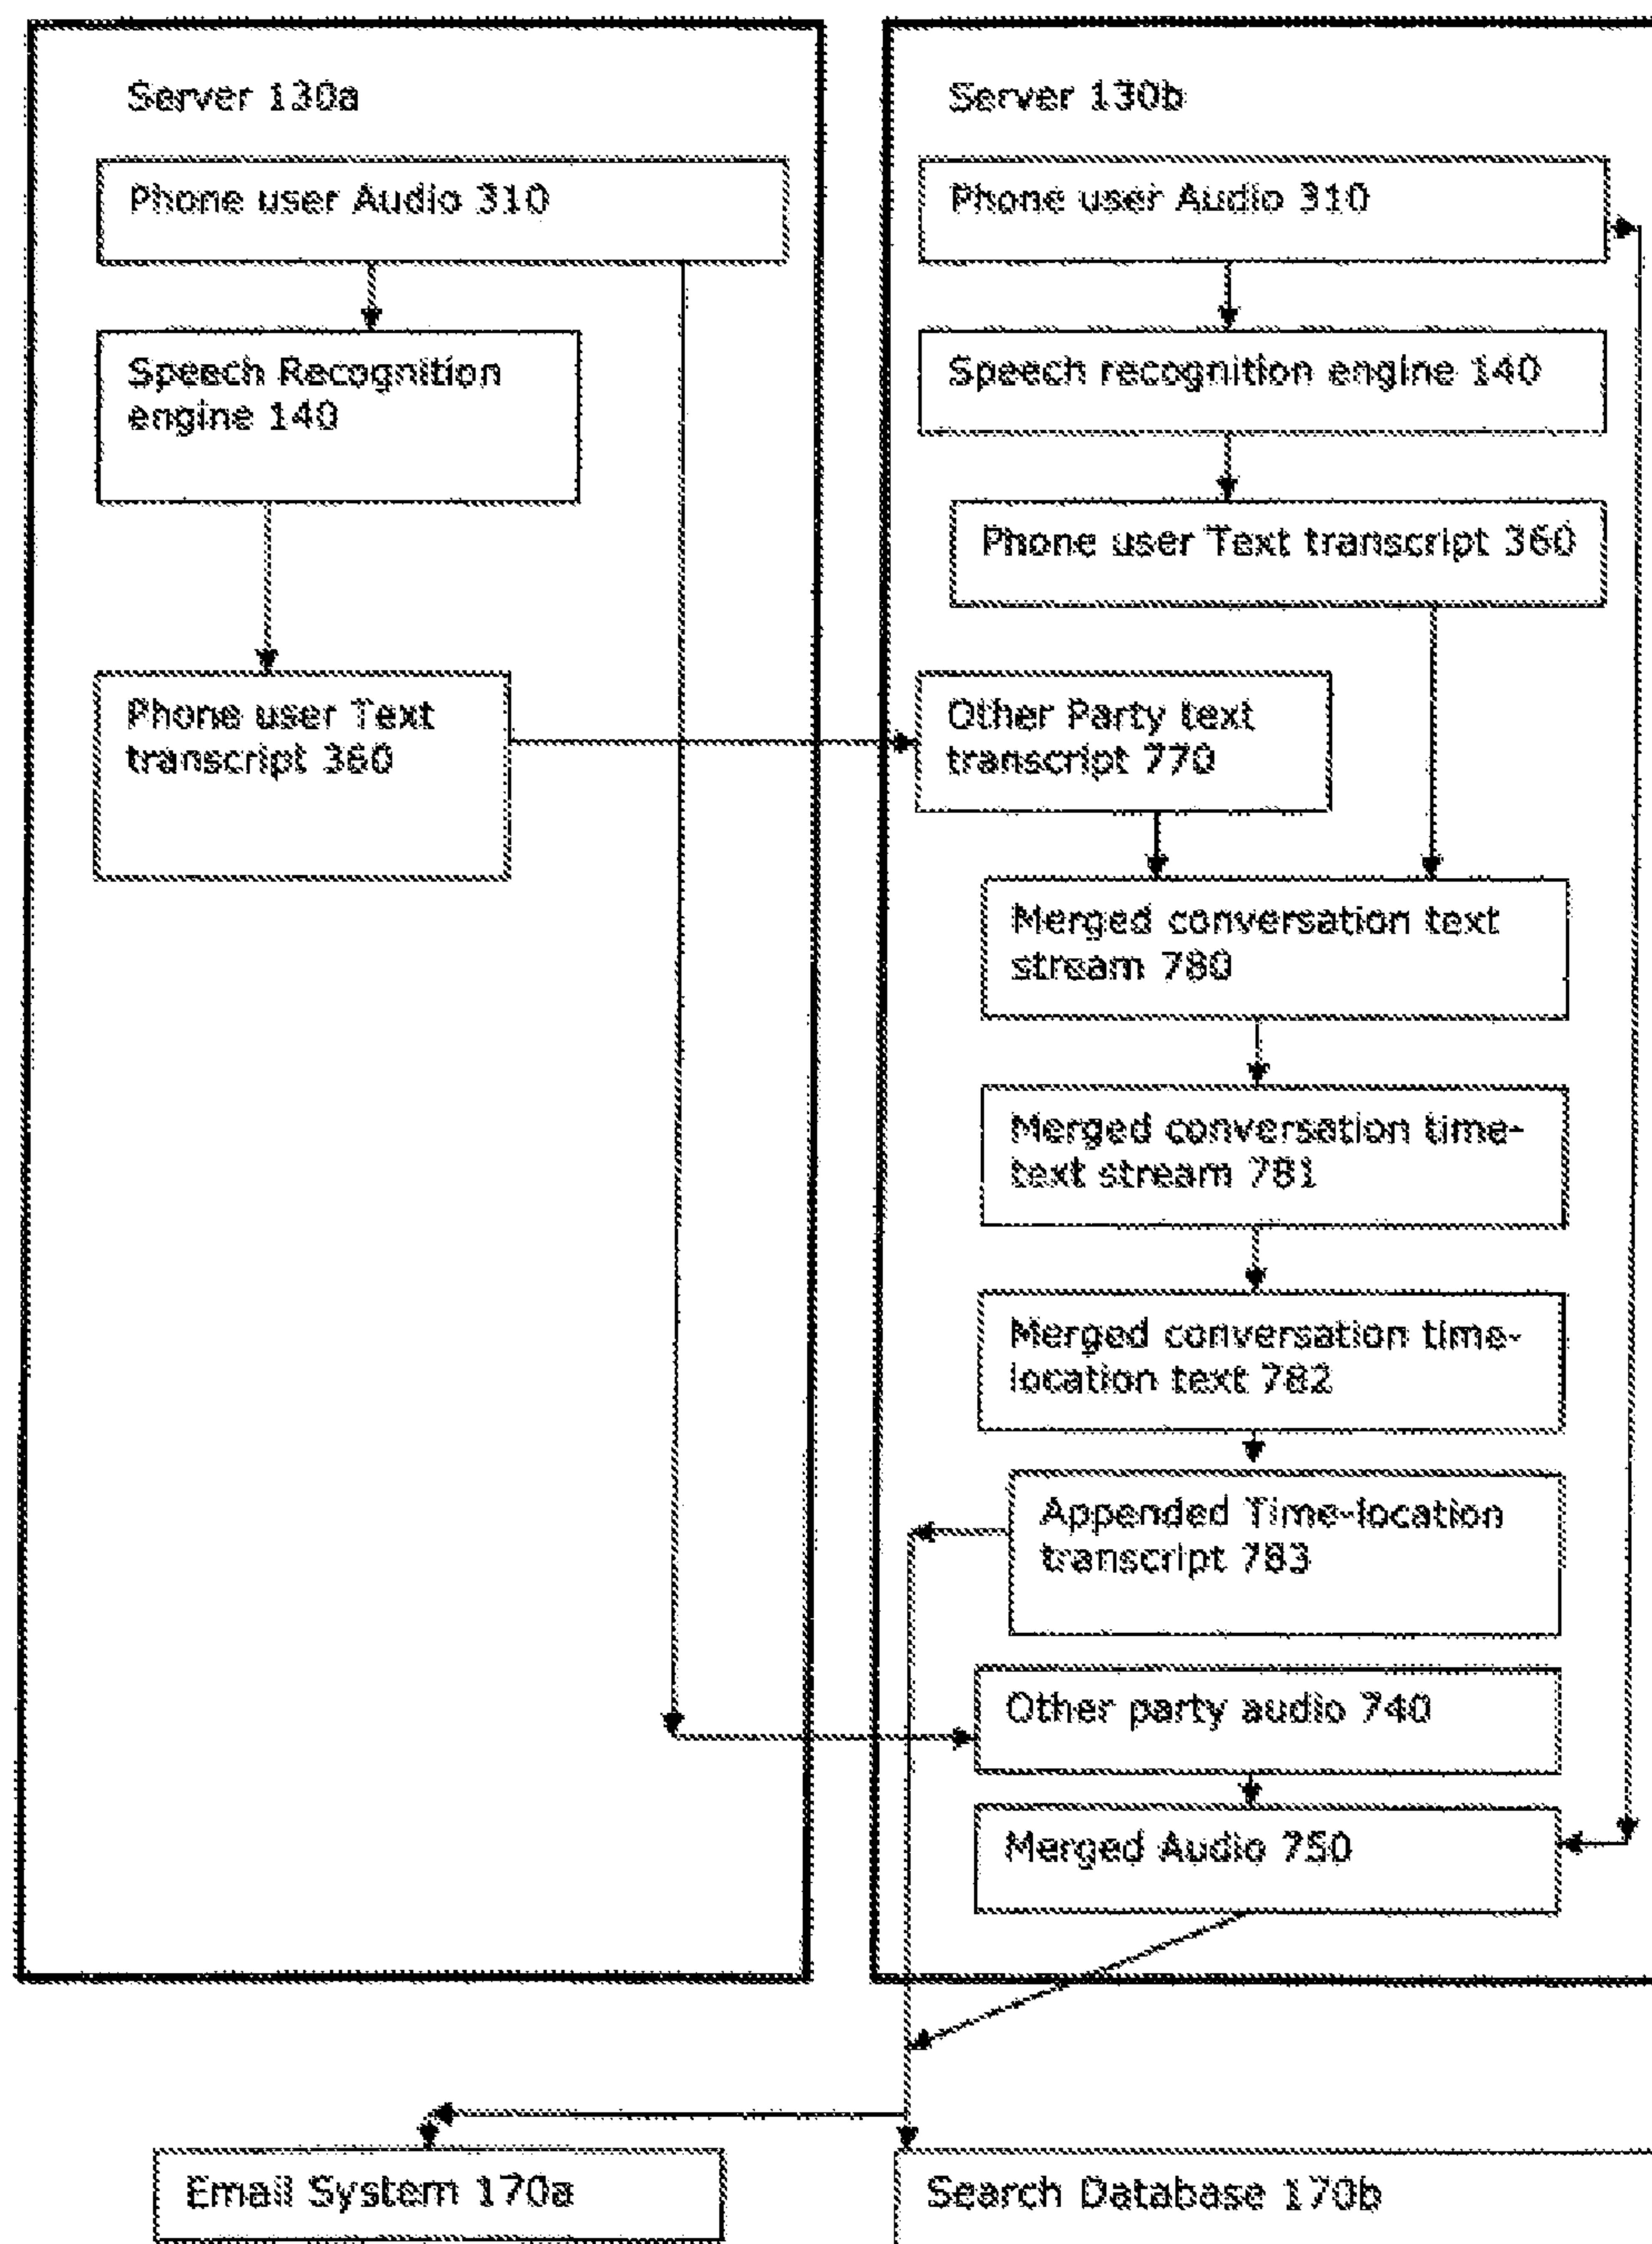 Server 130a
Phone user Audio 310
Speech Recognition
engine 140
Phone user Text
transcript 360
Server 130b
Phone user Audio 310
Speech recognition engine 140
Phone user Text transcript 360
Other Party text
transcript 770
Merged conversation text
stream 780
Merged conversation time-
text stream 781
Merged conversation time-
location text 782
Appended Time-location
transcript 783
Other party audio 740
Merged Audio 750
Email System 170a
Search Database 170b